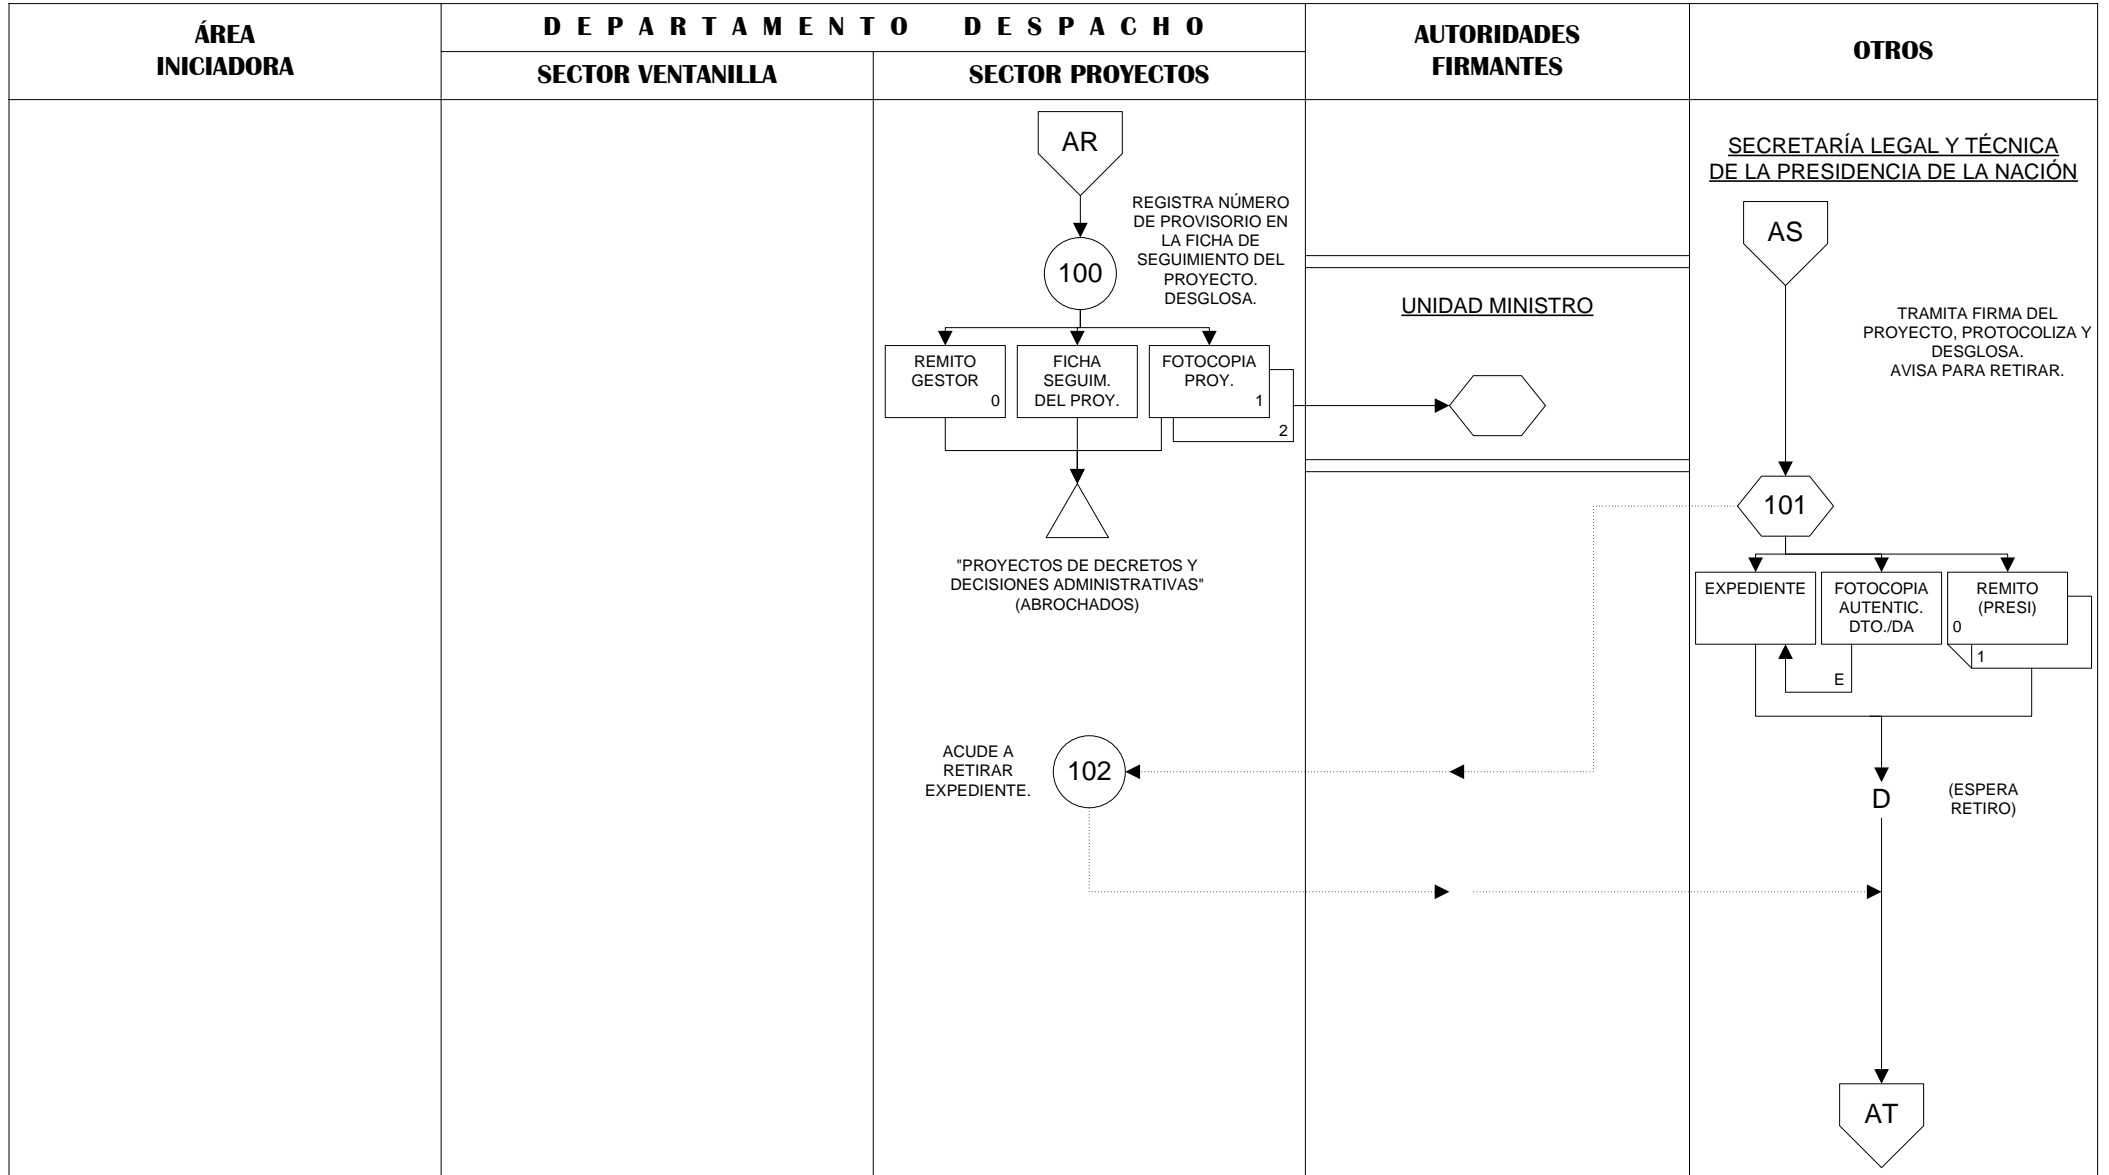 ÁREA
INICIADORA
DEPARTAMENTO DESPACHO
SECTOR VENTANILLA
SECTOR PROYECTOS
AUTORIDADES
FIRMANTES
OTROS
AR
REGISTRA NÚMERO
DE PROVISORIO EN
LA FICHA DE
SEGUIMIENTO DEL
PROYECTO.
DESGLOSA.
100
REMITO
GESTOR
0
FICHA
SEGUIM.
DEL PROY.
FOTOCOPIA
PROY.
1
2
"PROYECTOS DE DECRETOS Y
DECISIONES ADMINISTRATIVAS"
(ABROCHADOS)
UNIDAD MINISTRO
SECRETARÍA LEGAL Y TÉCNICA
DE LA PRESIDENCIA DE LA NACIÓN
AS
TRAMITA FIRMA DEL
PROYECTO, PROTOCOLIZA Y
DESGLOSA.
AVISA PARA RETIRAR.
101
EXPEDIENTE
FOTOCOPIA
AUTENTIC.
DTO./DA
E
REMITO
(PRESI)
0
1
ACUDE A
RETIRAR
EXPEDIENTE.
102
D
(ESPERA
RETIRO)
AT